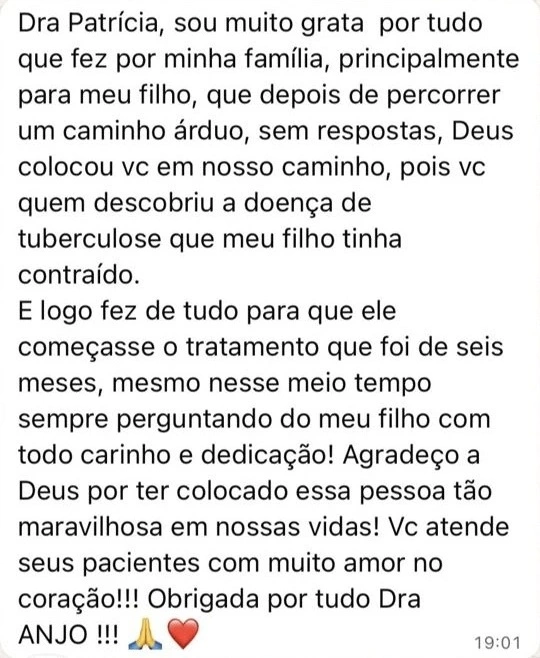 Dra Patrícia, sou muito grata  por tudo
que fez por minha família, principalmente
para meu filho, que depois de percorrer
um caminho árduo, sem respostas, Deus
colocou vc em nosso caminho, pois vc
quem descobriu a doença de
tuberculose que meu filho tinha
contraído.
E logo fez de tudo para que ele
começasse o tratamento que foi de seis
meses, mesmo nesse meio tempo
sempre perguntando do meu filho com
todo carinho e dedicação! Agradeço a
Deus por ter colocado essa pessoa tão
maravilhosa em nossas vidas! Vc atende
seus pacientes com muito amor no
coração!!! Obrigada por tudo Dra
ANJO !!! 🙏❤️
19:01